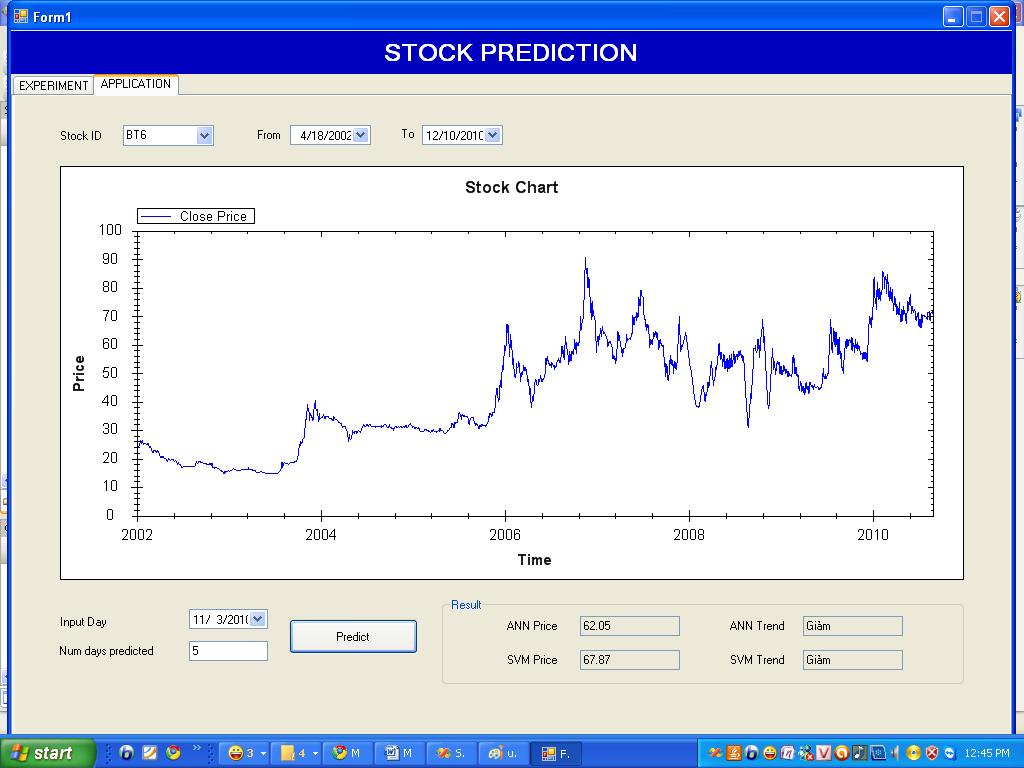 Form1
STOCK PREDICTION
EXPERIMENT APPLICATION
Stock ID BT6 From 4/18/2002 To 12/10/2010
Stock Chart
Close Price
100
90
80
70
60
50
40
30
20
10
0
Price
2002 2004 2006 2008 2010
Time
Result
Input Day 11/ 3/2010
Num days predicted 5
Predict
ANN Price 62.05 ANN Trend Giảm
SVM Price 67.87 SVM Trend Giảm
start 3 4 M M S. u. F. 12:45 PM